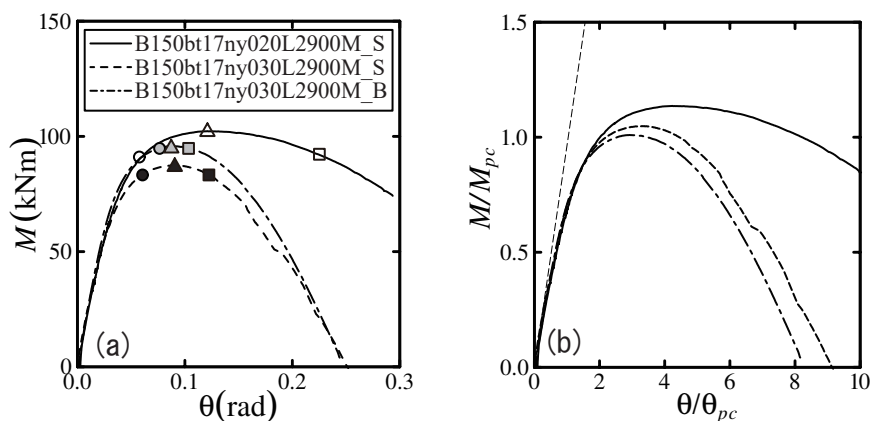 150
B150bt17ny020L2900M_S
B150bt17ny030L2900M_S
B150bt17ny030L2900M_B
100
50
0
M(kNm)
(a)
0.0 0.1 0.2 0.3
θ(rad)
1.5
1.0
0.5
0.0
M/Mpc
(b)
0 2 4 6 8 10
θ/θpc